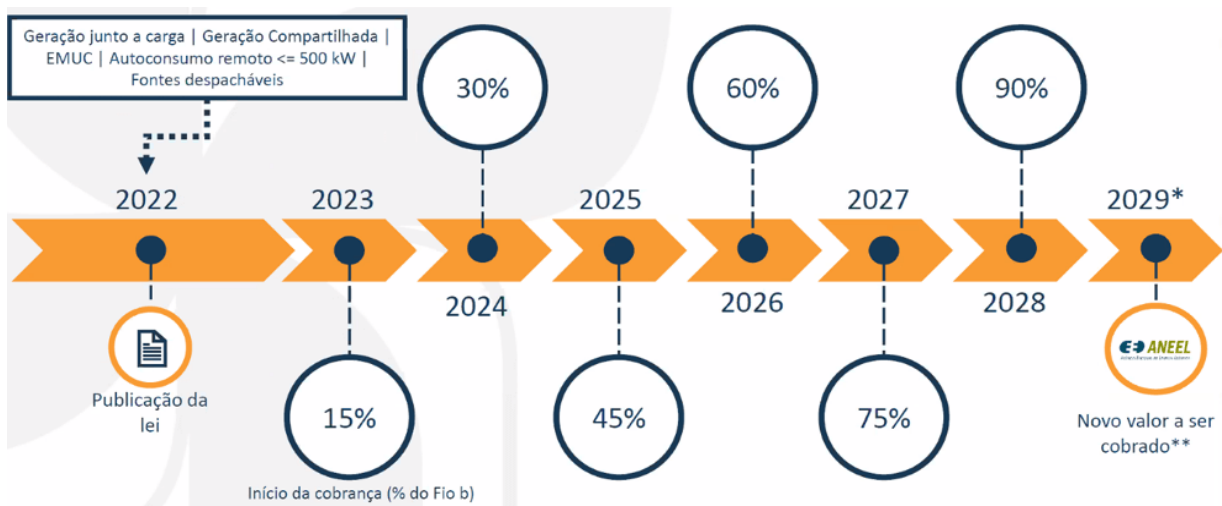 Geração junto a carga | Geração Compartilhada |
EMUC | Autoconsumo remoto <= 500 kW |
Fontes despacháveis
30%
60%
90%
2022
2023
2025
2027
2029*
2024
2026
2028
ANEEL
Publicação da
lei
15%
45%
75%
Novo valor a ser
cobrado**
Início da cobrança (% do Fio b)